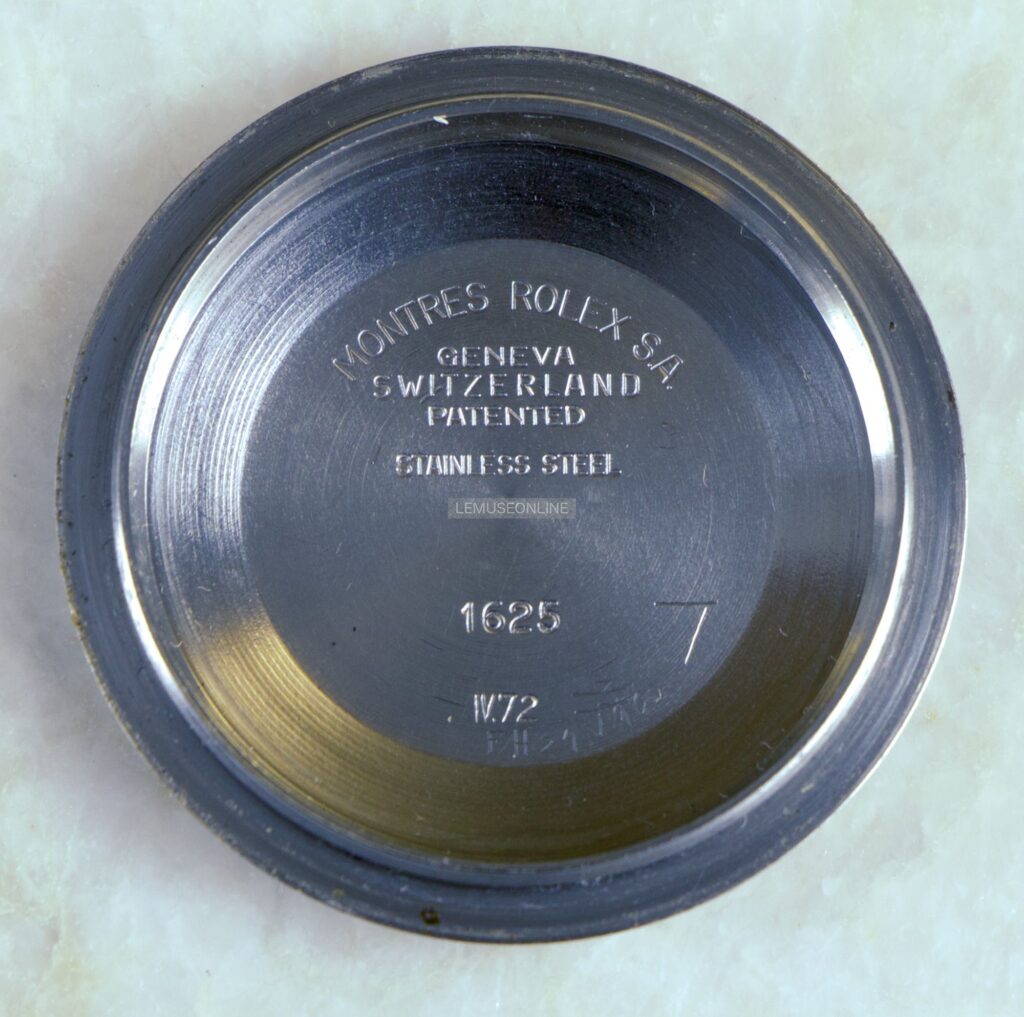 MONTRES ROLEX S.A.
GENEVA
SWITZERLAND
PATENTED
STAINLESS STEEL
LEMUSEONLINE
1625
7
IV.72